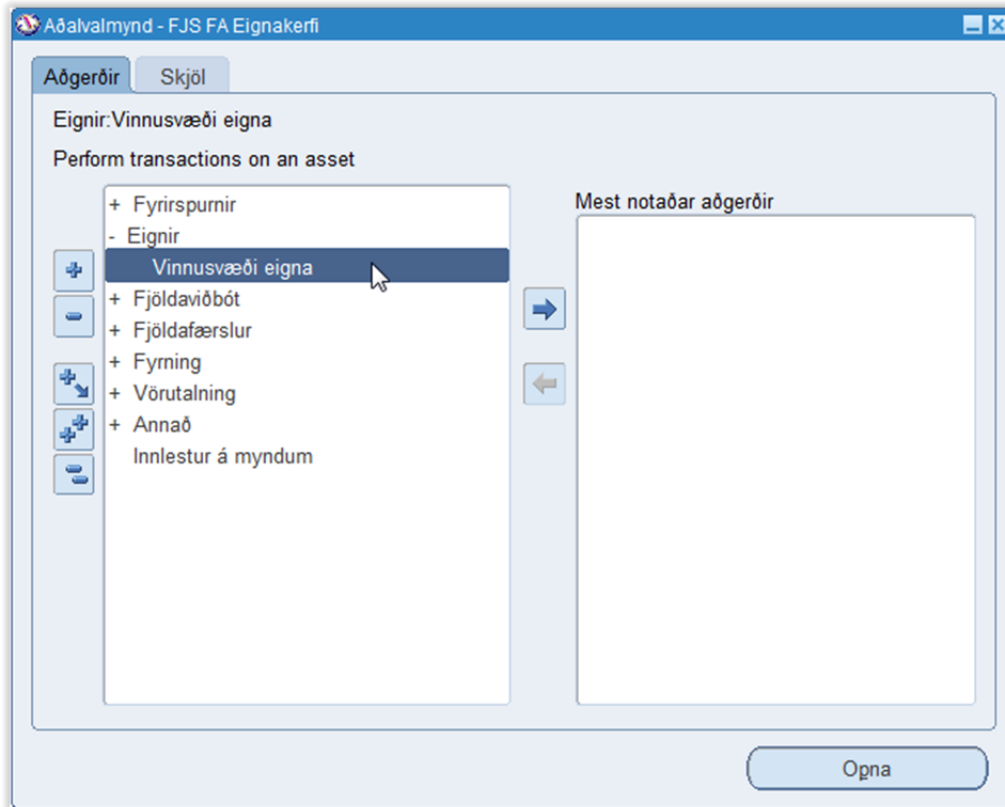 Aðalvalmynd - FJS FA Eignakerfi
Aðgerðir
Skjöl
Eignir:Vinnusvæði eigna
Perform transactions on an asset
+ Fyrirspurnir
- Eignir
Vinnusvæði eigna
+ Fjöldaviðbót
+ Fjöldafærslur
+ Fyrning
+ Vörutalning
+ Annað
Innlestur á myndum
Mest notaðar aðgerðir
Opna